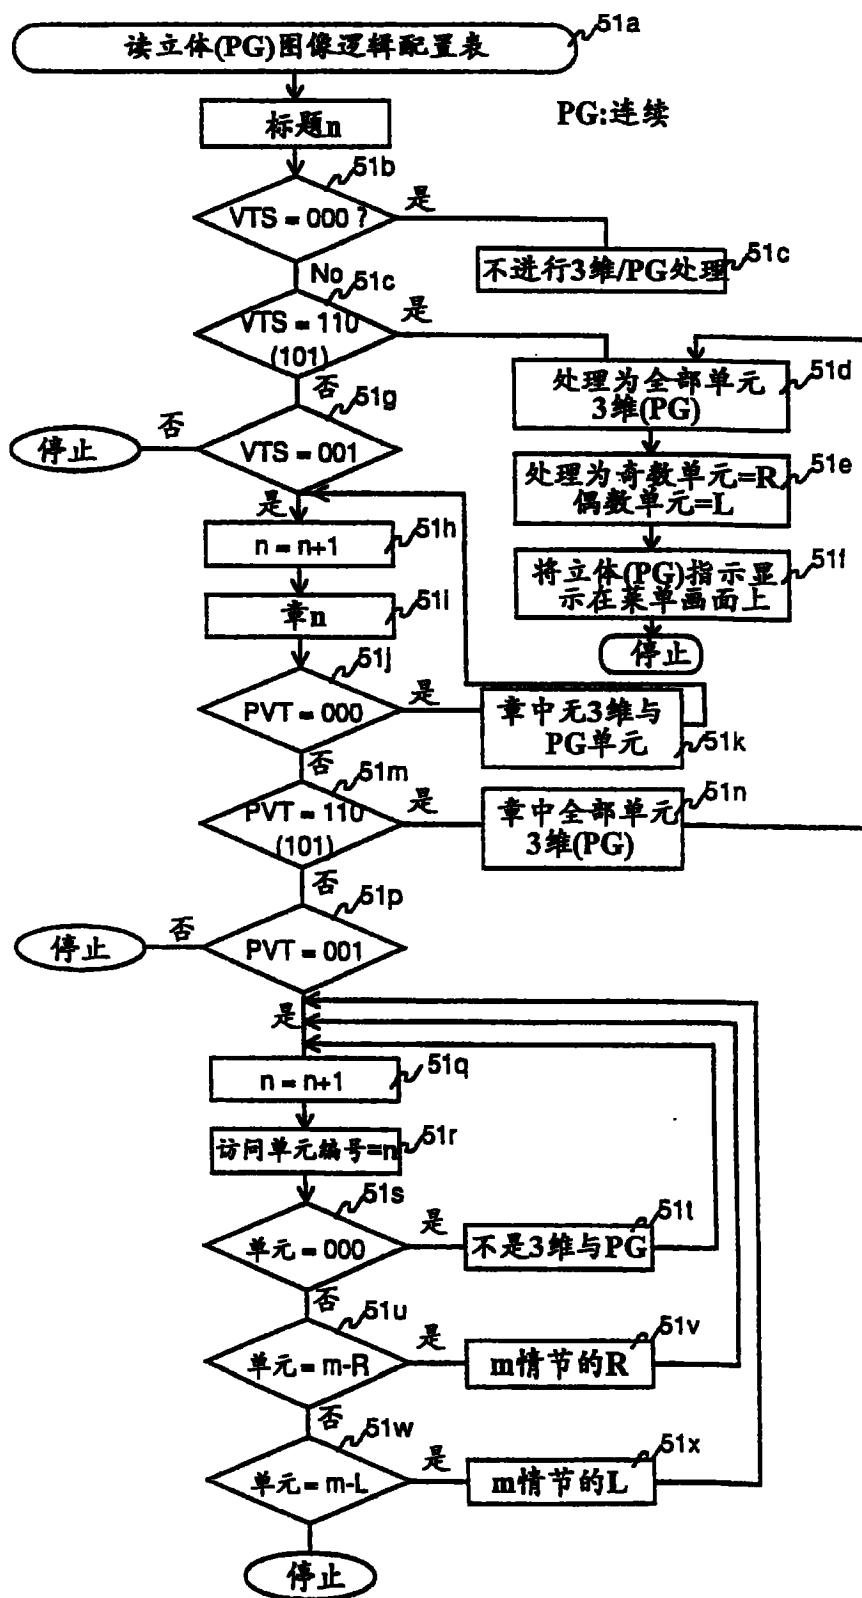 51a
读立体(PG)图像逻辑配置表
标题n
PG:连续
51b
VTS = 000 ?
是
不进行3维/PG处理
51c
No
51c
VTS = 110
(101)
是
处理为全部单元
3维(PG)
51d
否
51g
VTS = 001
否
停止
处理为奇数单元=R
偶数单元=L
51e
是
n = n+1
51h
将立体(PG)指示显
示在菜单画面上
51f
章n
51i
停止
51j
PVT = 000
是
章中无3维与
PG单元
51k
否
51m
PVT = 110
(101)
是
章中全部单元
3维(PG)
51n
否
51p
PVT = 001
否
停止
是
n = n+1
51q
访问单元编号=n
51r
51s
单元 = 000
是
不是3维与PG
51t
否
51u
单元 = m-R
是
m情节的R
51v
否
51w
单元 = m-L
是
m情节的L
51x
停止